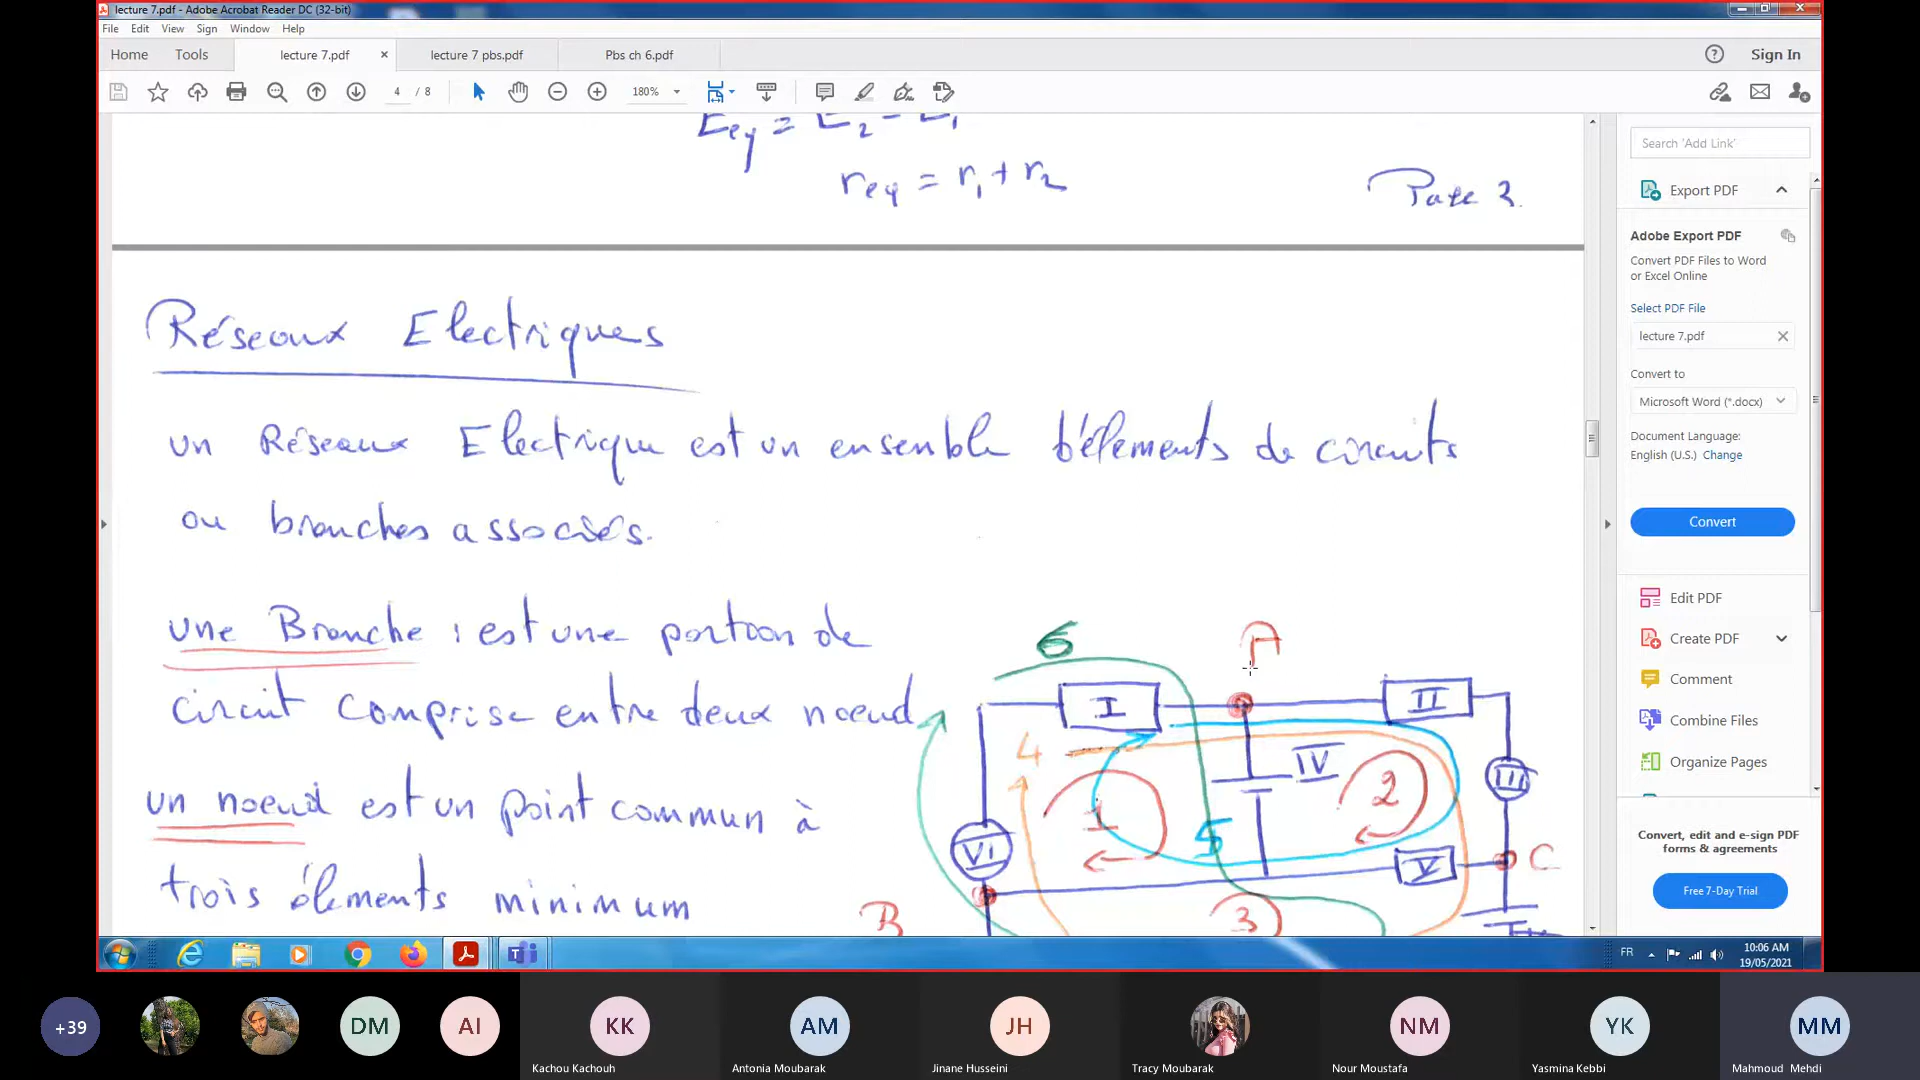 lecture 7.pdf - Adobe Acrobat Reader DC (32-bit)
File Edit View Sign Window Help
Home Tools lecture 7.pdf × lecture 7 pbs.pdf Pbs ch 6.pdf Sign In
4 / 8 180%
Eeq = E2 - E1
req = r1 + r2
Page 3.
Réseaux Electriques
un Réseaux Electrique est un ensemble d'élements de circuits
ou branches associés.
une Branche : est une portion de
circuit comprise entre deux noeud
un noeud est un point commun à
trois élements minimum
6 A
I II
4 IV III
1 2
VI 5 V C
B 3
Search 'Add Link'
Export PDF
Adobe Export PDF
Convert PDF Files to Word
or Excel Online
Select PDF File
lecture 7.pdf
Convert to
Microsoft Word (*.docx)
Document Language:
English (U.S.) Change
Convert
Edit PDF
Create PDF
Comment
Combine Files
Organize Pages
Convert, edit and e-sign PDF
forms & agreements
Free 7-Day Trial
FR 10:06 AM
19/05/2021
+39 DM AI KK AM JH NM YK MM
Kachou Kachouh Antonia Moubarak Jinane Husseini Tracy Moubarak Nour Moustafa Yasmina Kebbi Mahmoud Mehdi